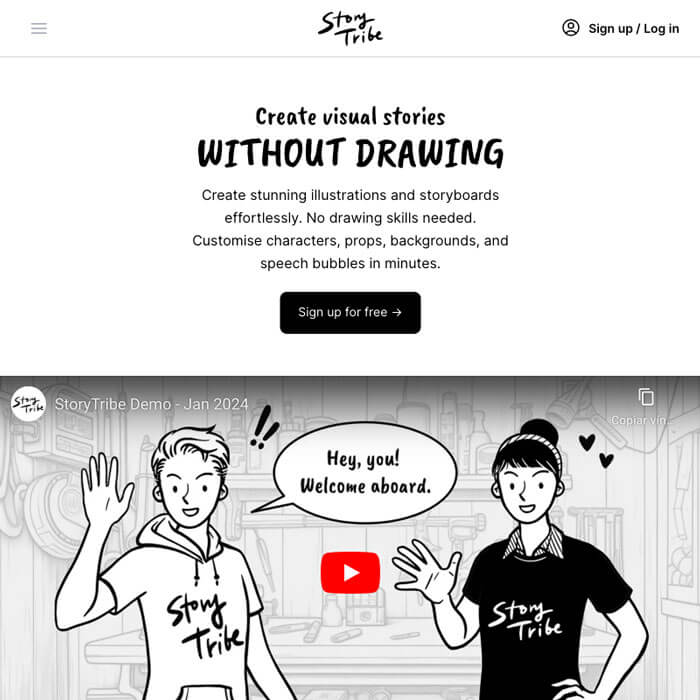 Story
Tribe
Sign up / Log in
Create visual stories
WITHOUT DRAWING
Create stunning illustrations and storyboards
effortlessly. No drawing skills needed.
Customise characters, props, backgrounds, and
speech bubbles in minutes.
Sign up for free →
Story
Tribe
StoryTribe Demo - Jan 2024
Copiar vín...
!!
Hey, you!
Welcome aboard.
Story
Tribe
Story
Tribe